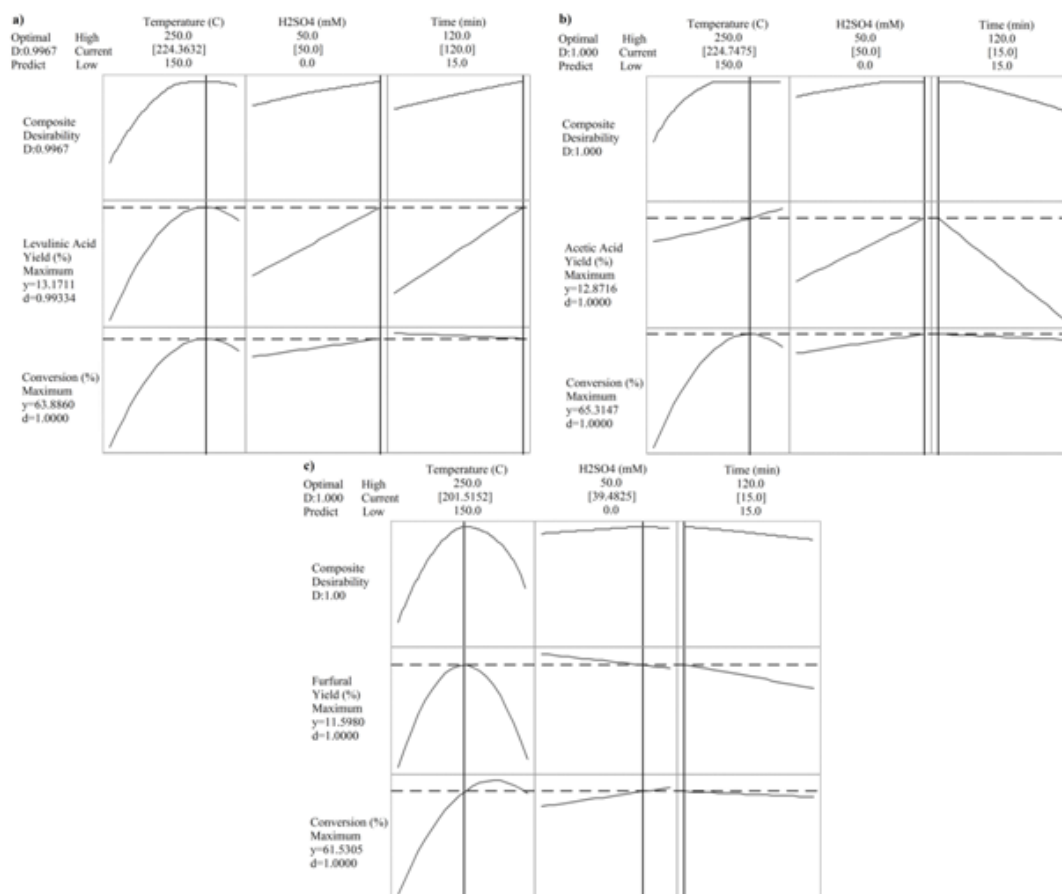 a)
Temperature (C) H2SO4 (mM) Time (min)
Optimal High 250.0 50.0 120.0
D:0.9967 Current [224.3632] [50.0] [120.0]
Predict Low 150.0 0.0 15.0
Composite
Desirability
D:0.9967
Levulinic Acid
Yield (%)
Maximum
y=13.1711
d=0.99334
Conversion (%)
Maximum
y=63.8860
d=1.0000
b)
Temperature (C) H2SO4 (mM) Time (min)
Optimal High 250.0 50.0 120.0
D:1.000 Current [224.7475] [50.0] [15.0]
Predict Low 150.0 0.0 15.0
Composite
Desirability
D:1.000
Acetic Acid
Yield (%)
Maximum
y=12.8716
d=1.0000
Conversion (%)
Maximum
y=65.3147
d=1.0000
c)
Temperature (C) H2SO4 (mM) Time (min)
Optimal High 250.0 50.0 120.0
D:1.000 Current [201.5152] [39.4825] [15.0]
Predict Low 150.0 0.0 15.0
Composite
Desirability
D:1.00
Furfural
Yield (%)
Maximum
y=11.5980
d=1.0000
Conversion (%)
Maximum
y=61.5305
d=1.0000